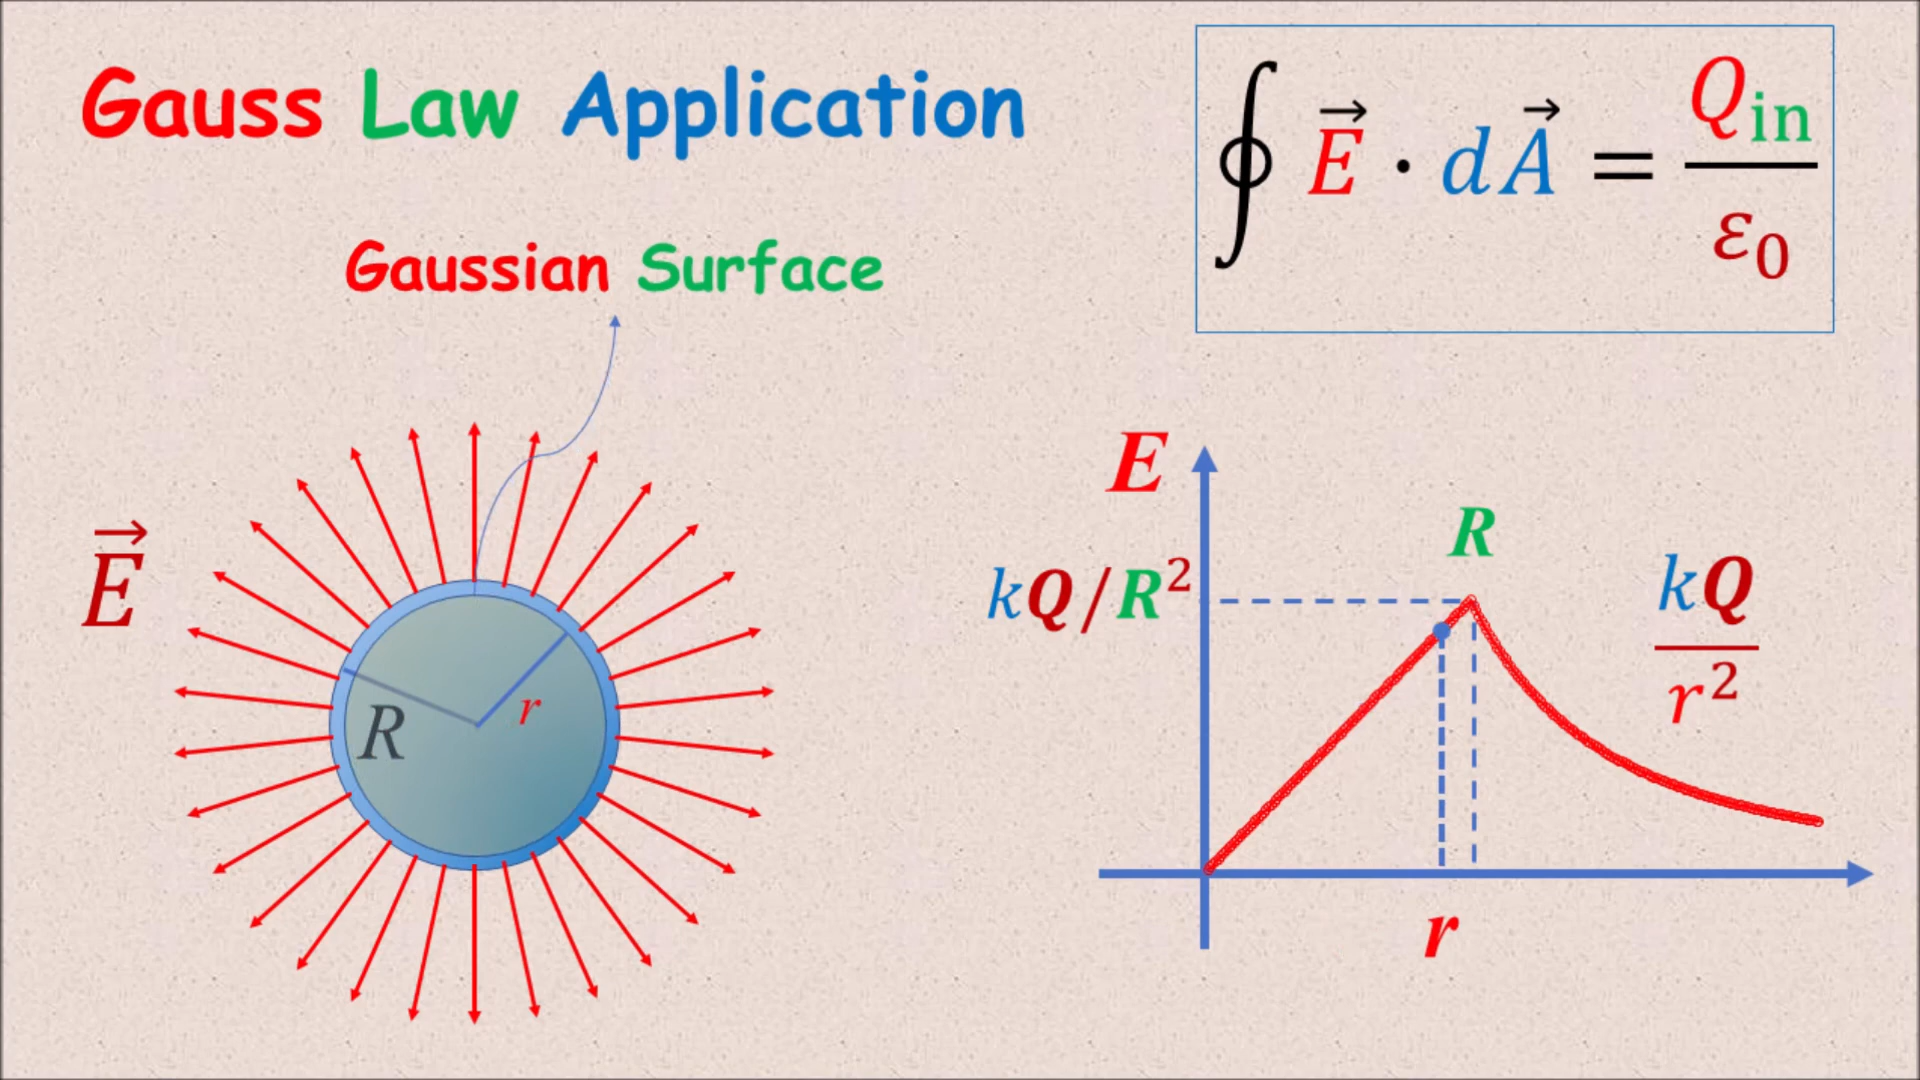 Gauss Law Application
∮ E⃗ · dA⃗ = Q_in / ε₀
Gaussian Surface
E⃗
R
r
E
kQ/R²
R
kQ / r²
r